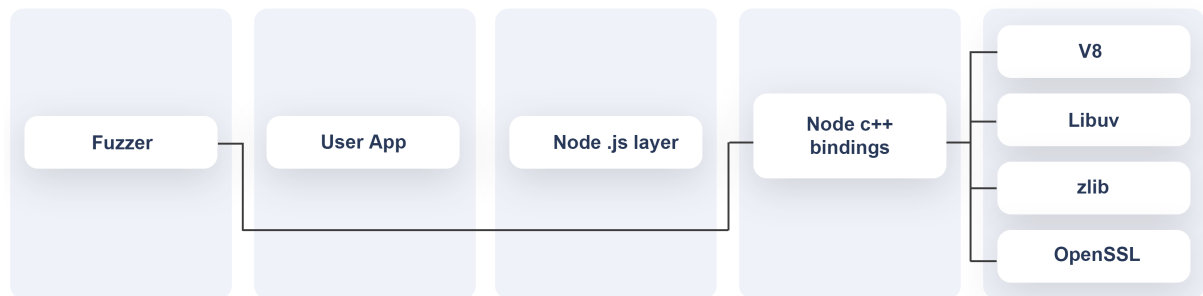 Fuzzer
User App
Node .js layer
Node c++
bindings
V8
Libuv
zlib
OpenSSL